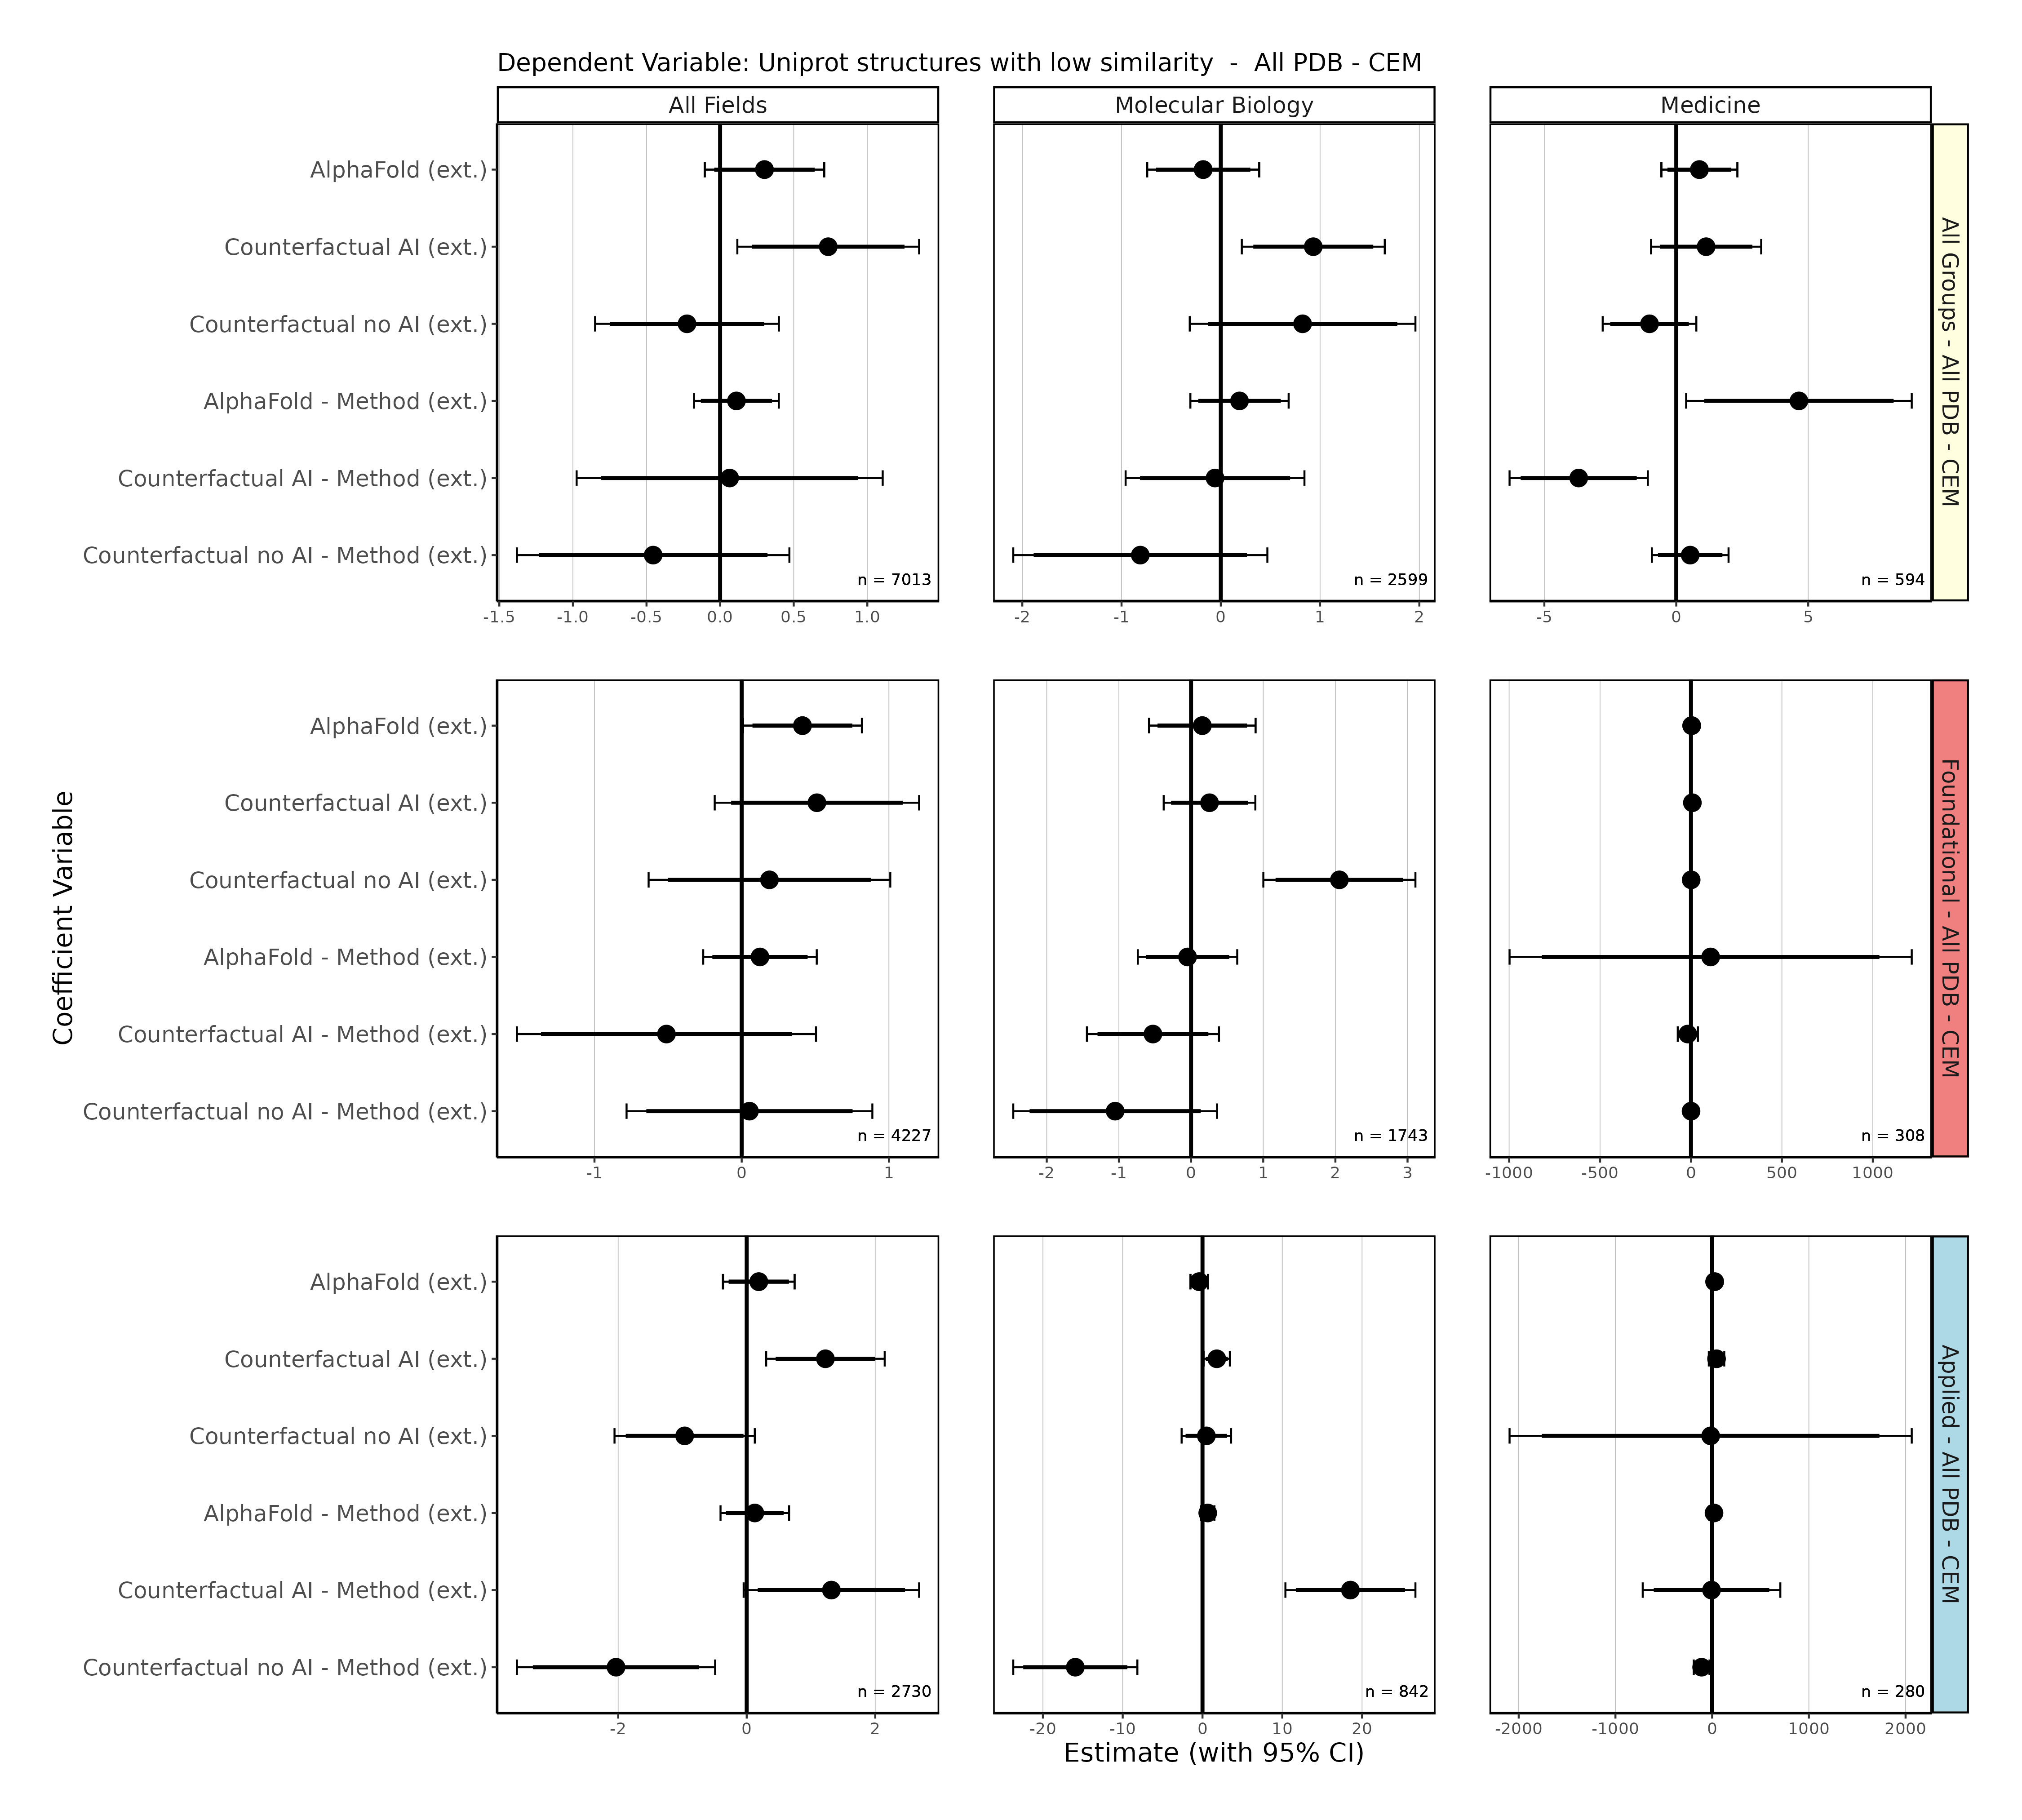 Dependent Variable: Uniprot structures with low similarity - All PDB - CEM
All Fields
Molecular Biology
Medicine
AlphaFold (ext.)
Counterfactual AI (ext.)
Counterfactual no AI (ext.)
AlphaFold - Method (ext.)
Counterfactual AI - Method (ext.)
Counterfactual no AI - Method (ext.)
n = 7013
n = 2599
n = 594
-1.5 -1.0 -0.5 0.0 0.5 1.0
-2 -1 0 1 2
-5 0 5
All Groups - All PDB - CEM
Coefficient Variable
AlphaFold (ext.)
Counterfactual AI (ext.)
Counterfactual no AI (ext.)
AlphaFold - Method (ext.)
Counterfactual AI - Method (ext.)
Counterfactual no AI - Method (ext.)
n = 4227
n = 1743
n = 308
-1 0 1
-2 -1 0 1 2 3
-1000 -500 0 500 1000
Foundational - All PDB - CEM
AlphaFold (ext.)
Counterfactual AI (ext.)
Counterfactual no AI (ext.)
AlphaFold - Method (ext.)
Counterfactual AI - Method (ext.)
Counterfactual no AI - Method (ext.)
n = 2730
n = 842
n = 280
-2 0 2
-20 -10 0 10 20
-2000 -1000 0 1000 2000
Applied - All PDB - CEM
Estimate (with 95% CI)